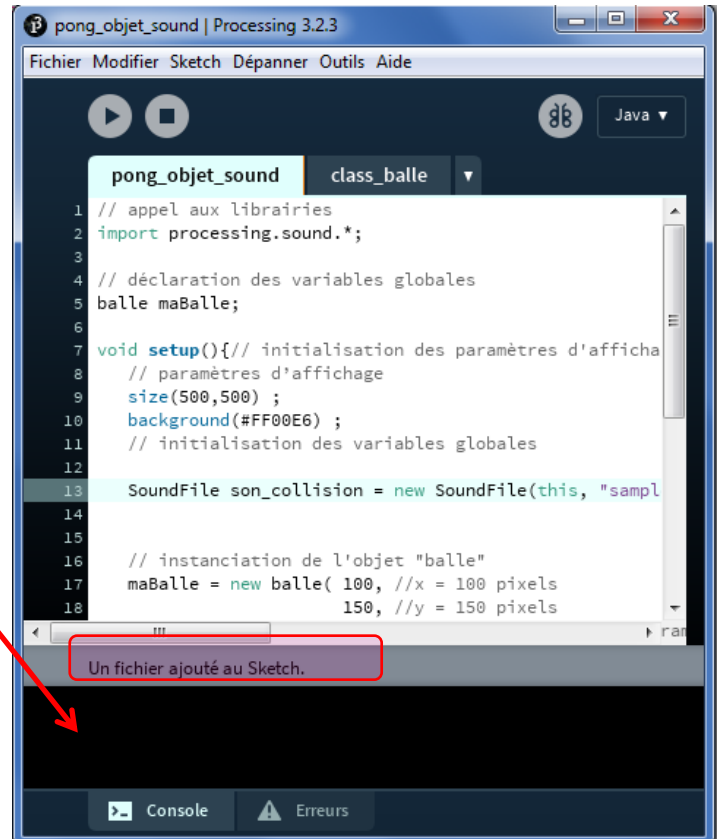 pong_objet_sound | Processing 3.2.3
Fichier Modifier Sketch Dépanner Outils Aide
Java ▼
pong_objet_sound class_balle ▼
1 // appel aux librairies
2 import processing.sound.*;
3
4 // déclaration des variables globales
5 balle maBalle;
6
7 void setup(){// initialisation des paramètres d'afficha
8 // paramètres d’affichage
9 size(500,500) ;
10 background(#FF00E6) ;
11 // initialisation des variables globales
12
13 SoundFile son_collision = new SoundFile(this, "sampl
14
15
16 // instanciation de l'objet "balle"
17 maBalle = new balle( 100, //x = 100 pixels
18 150, //y = 150 pixels
ran
Un fichier ajouté au Sketch.
Console Erreurs